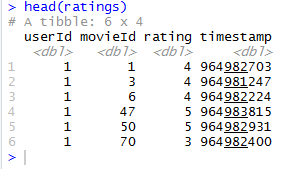 > head(ratings)
# A tibble: 6 x 4
userId movieId rating timestamp
<dbl> <dbl> <dbl> <dbl>
1 1 1 4 964982703
2 1 3 4 964981247
3 1 6 4 964982224
4 1 47 5 964983815
5 1 50 5 964982931
6 1 70 3 964982400
>